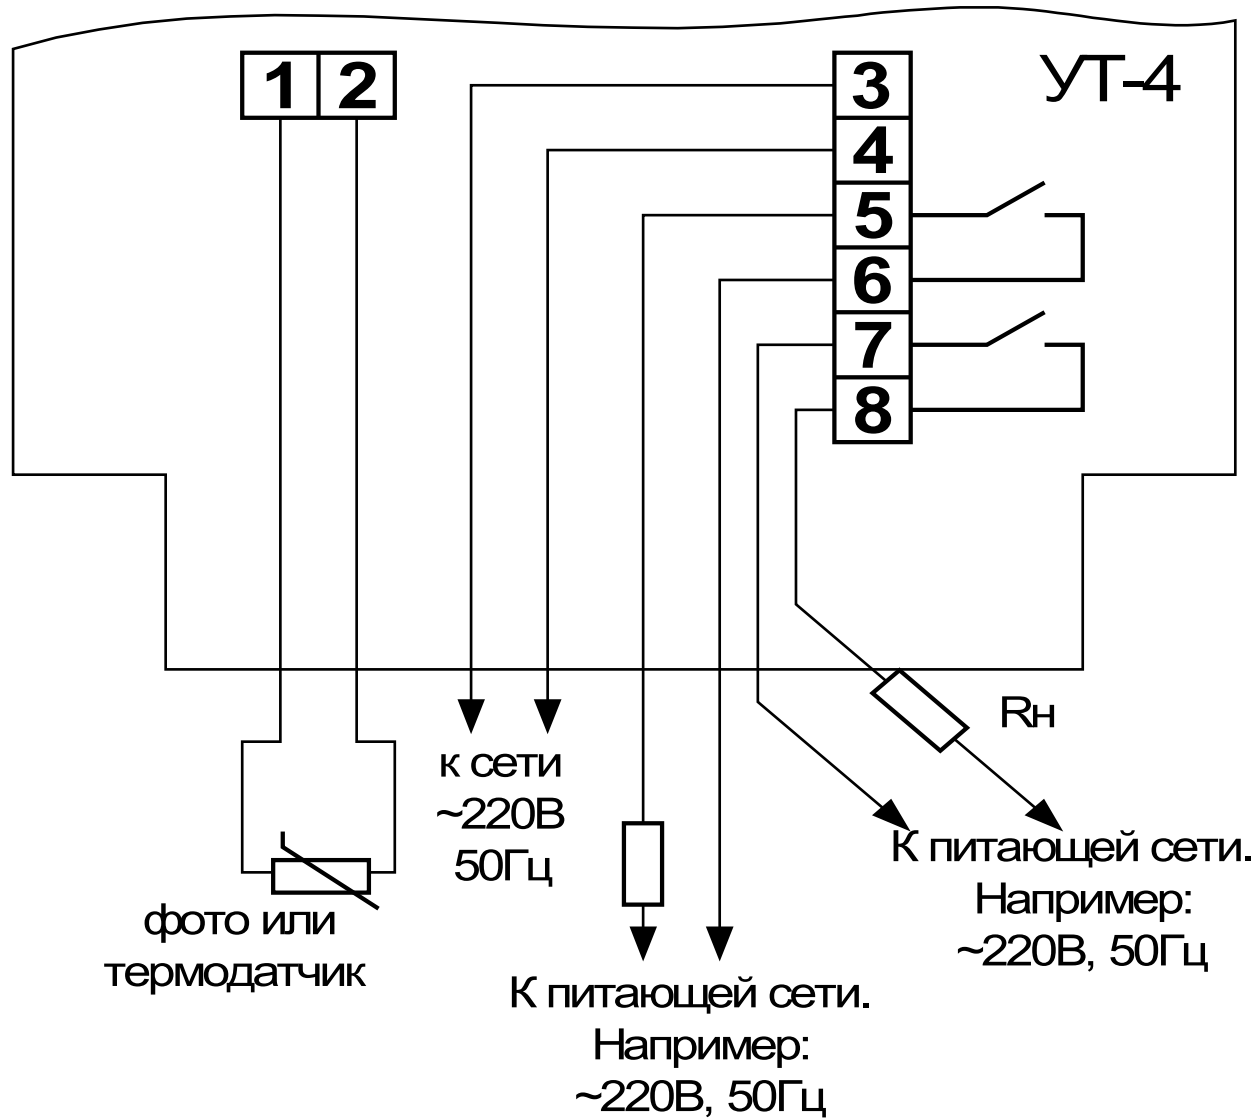 1 2
3
4
5
6
7
8
УТ-4
Rн
к сети
~220В
50Гц
К питающей сети.
Например:
~220В, 50Гц
фото или
термодатчик
К питающей сети.
Например:
~220В, 50Гц